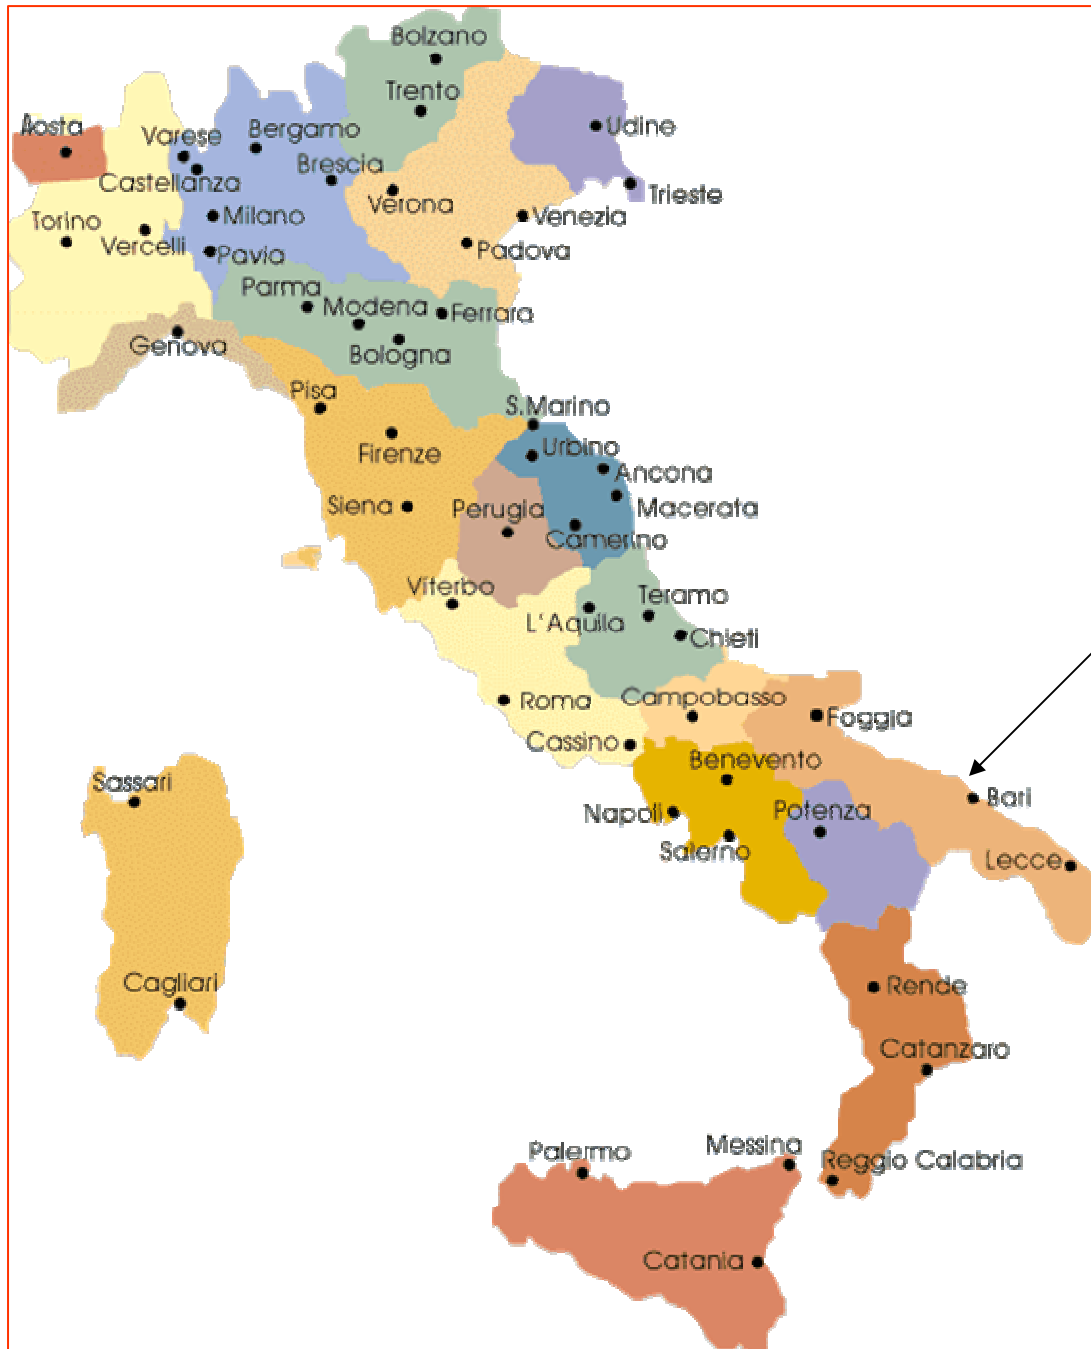 Bolzano
Trento
Aosta
Varese
Bergamo
Udine
Brescia
Castellanza
Verona
Trieste
Torino
Milano
Venezia
Vercelli
Pavia
Padova
Parma
Modena
Ferrara
Genova
Bologna
Pisa
S.Marino
Firenze
Urbino
Ancona
Siena
Perugia
Macerata
Camerino
Viterbo
Teramo
L'Aquila
Chieti
Roma
Campobasso
Foggia
Cassino
Benevento
Sassari
Bari
Napoli
Potenza
Salerno
Lecce
Cagliari
Rende
Catanzaro
Palermo
Messina
Reggio Calabria
Catania